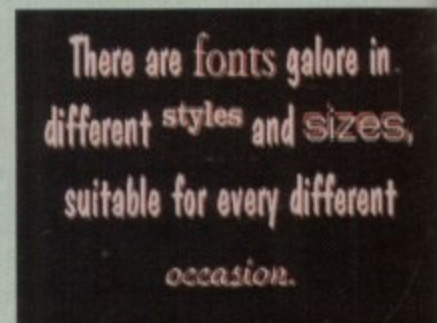 There are fonts galore in
different styles and sizes,
suitable for every different
occasion.